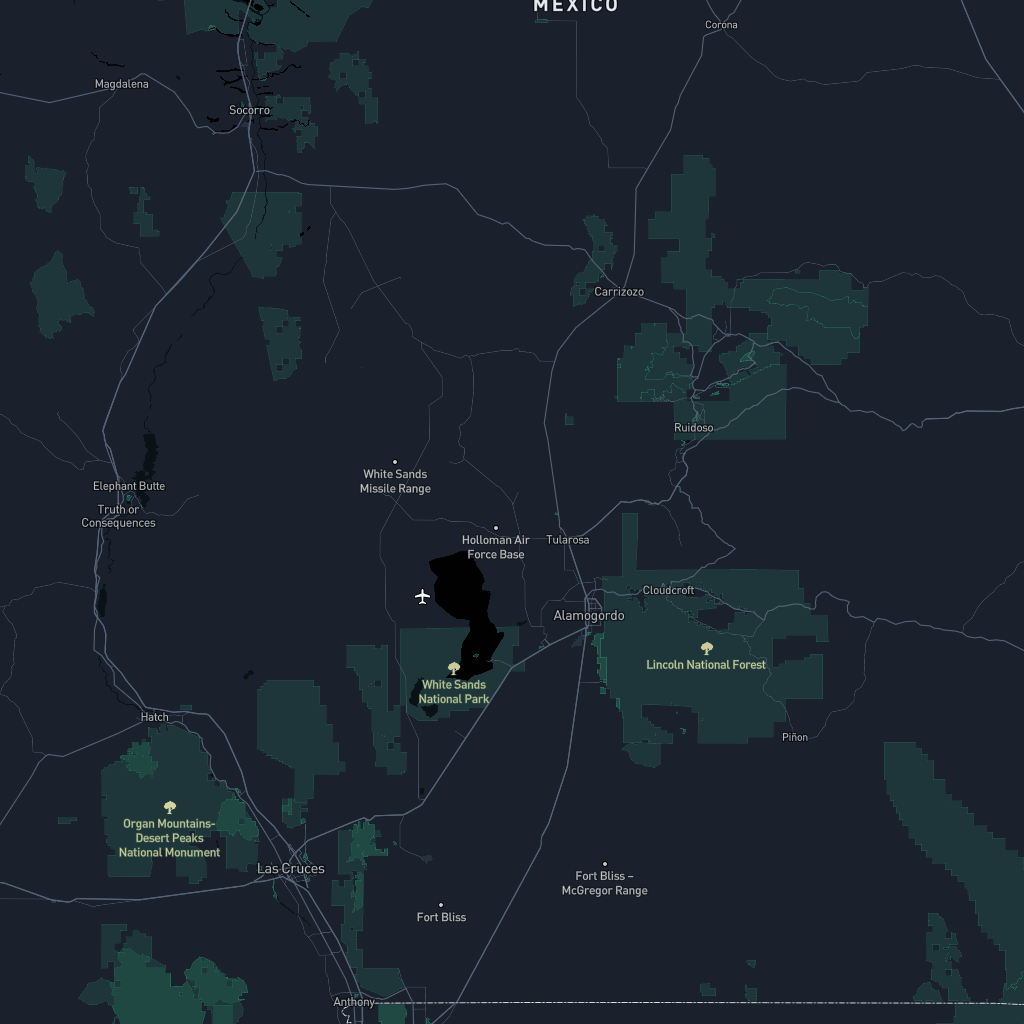 MEXICO
Corona
Magdalena
Socorro
Carrizozo
Ruidoso
White Sands
Missile Range
Elephant Butte
Truth or
Consequences
Holloman Air
Force Base
Tularosa
Cloudcroft
Alamogordo
Lincoln National Forest
White Sands
National Park
Hatch
Piñon
Organ Mountains-
Desert Peaks
National Monument
Las Cruces
Fort Bliss –
McGregor Range
Fort Bliss
Anthony